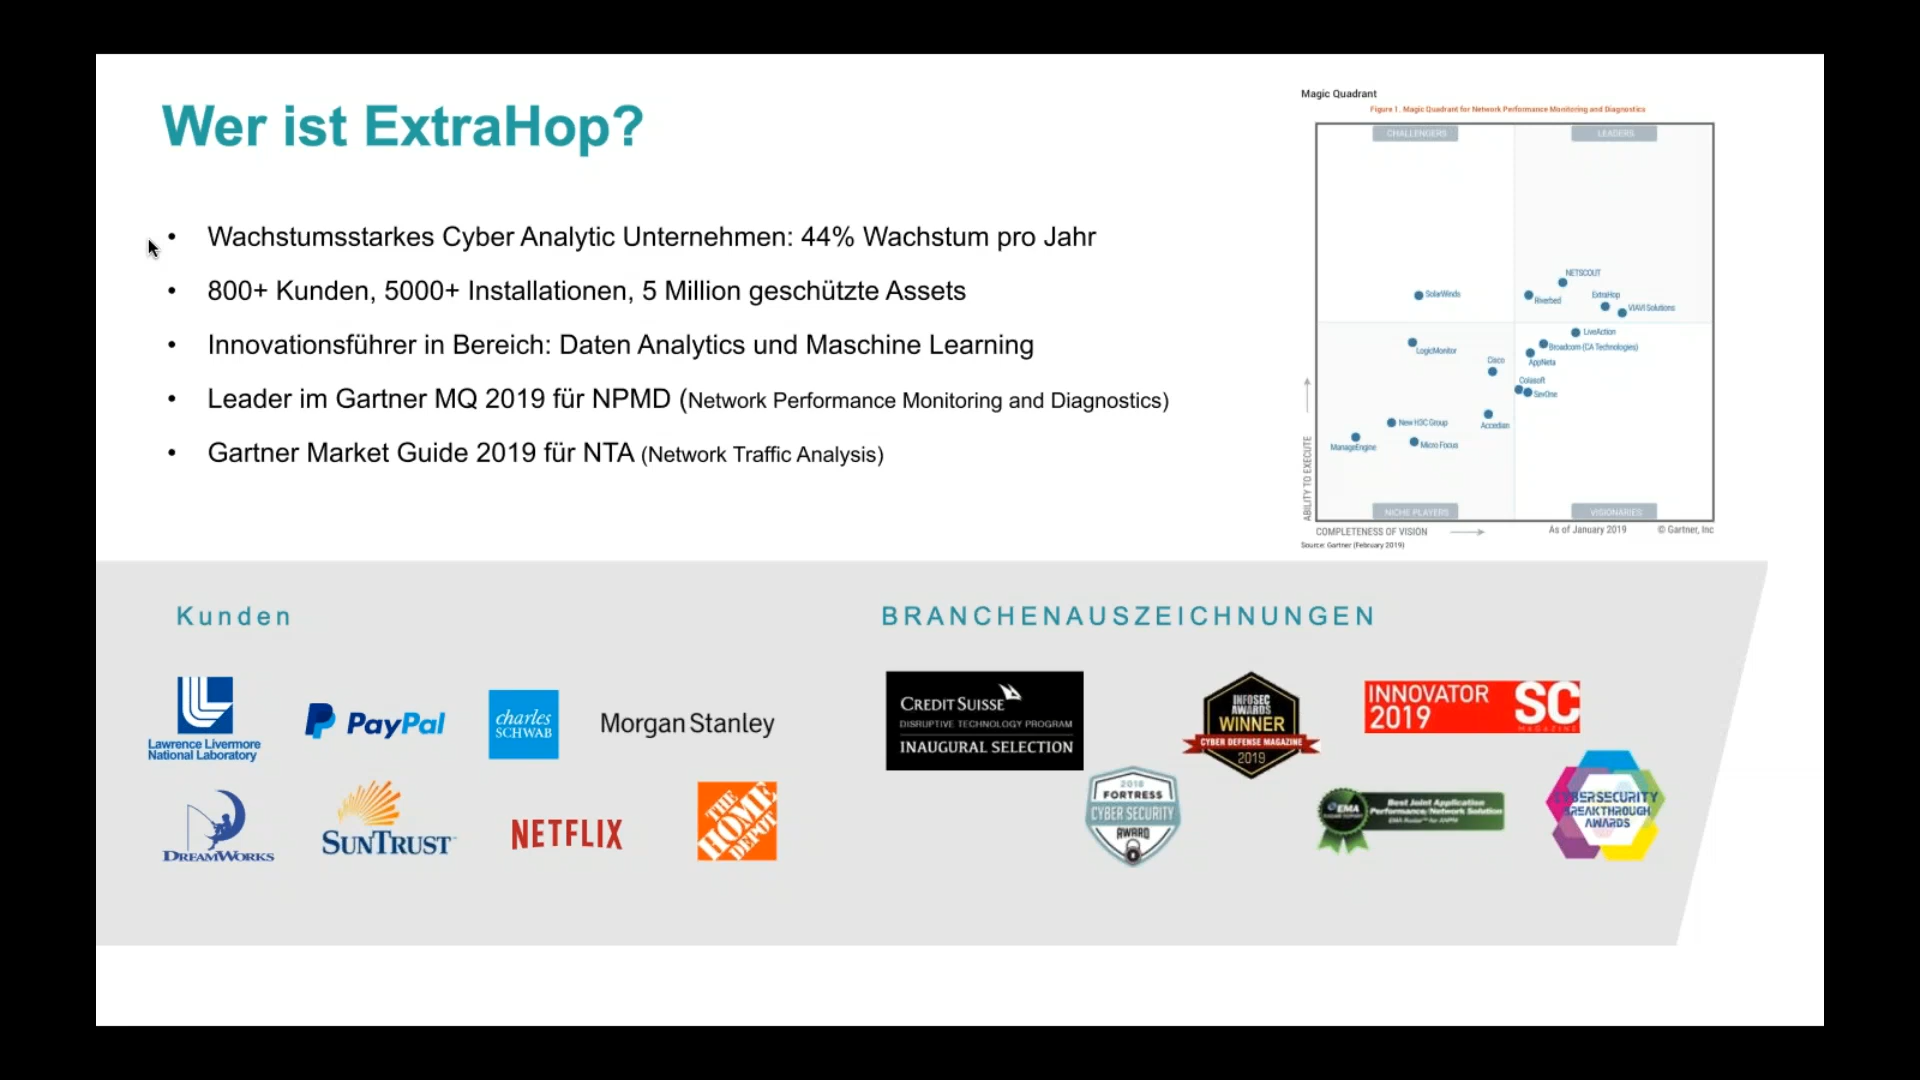 Wer ist ExtraHop?
• Wachstumsstarkes Cyber Analytic Unternehmen: 44% Wachstum pro Jahr
• 800+ Kunden, 5000+ Installationen, 5 Million geschützte Assets
• Innovationsführer in Bereich: Daten Analytics und Maschine Learning
• Leader im Gartner MQ 2019 für NPMD (Network Performance Monitoring and Diagnostics)
• Gartner Market Guide 2019 für NTA (Network Traffic Analysis)
Magic Quadrant
Figure 1. Magic Quadrant for Network Performance Monitoring and Diagnostics
CHALLENGERS
LEADERS
NETSCOUT
SolarWinds
Riverbed
ExtraHop
VIAVI Solutions
LiveAction
LogicMonitor
Broadcom (CA Technologies)
Cisco
AppNeta
Colasoft
SevOne
New H3C Group
Accedian
ManageEngine
Micro Focus
ABILITY TO EXECUTE
NICHE PLAYERS
VISIONARIES
COMPLETENESS OF VISION
As of January 2019
© Gartner, Inc
Source: Gartner (February 2019)
Kunden
Lawrence Livermore
National Laboratory
PayPal
charles
SCHWAB
Morgan Stanley
DREAMWORKS
SUNTRUST
NETFLIX
THE
HOME
DEPOT
BRANCHENAUSZEICHNUNGEN
CREDIT SUISSE
DISRUPTIVE TECHNOLOGY PROGRAM
INAUGURAL SELECTION
INFOSEC
AWARDS
WINNER
CYBER DEFENSE MAGAZINE
2019
INNOVATOR
2019
SC
MAGAZINE
2018
FORTRESS
CYBER SECURITY
AWARD
EMA
Best Joint Application
Performance/Network Solution
CYBERSECURITY
BREAKTHROUGH
AWARDS